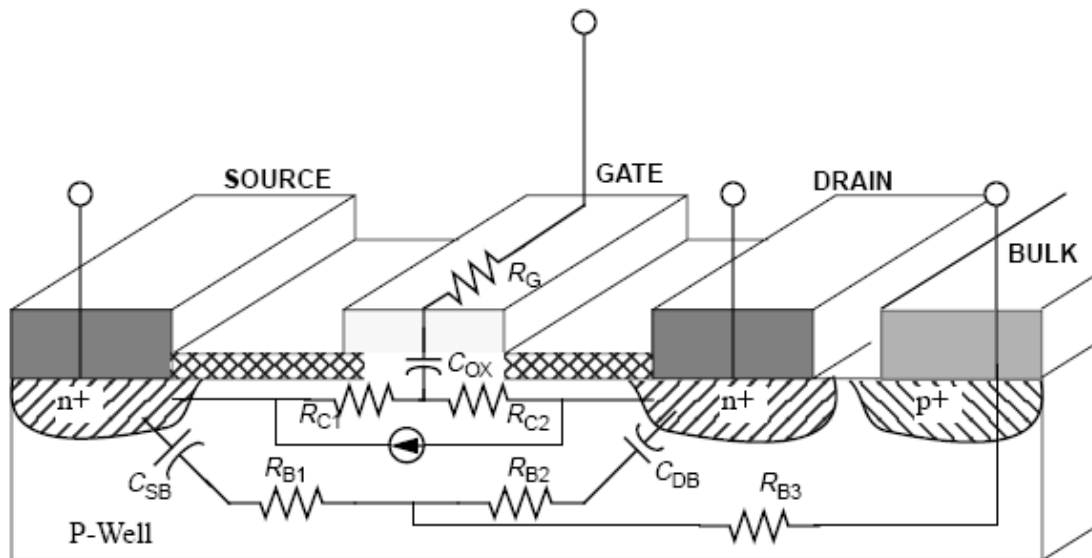 SOURCE
GATE
DRAIN
BULK
R_G
C_OX
n+
R_C1
R_C2
n+
p+
C_SB
R_B1
R_B2
C_DB
R_B3
P-Well